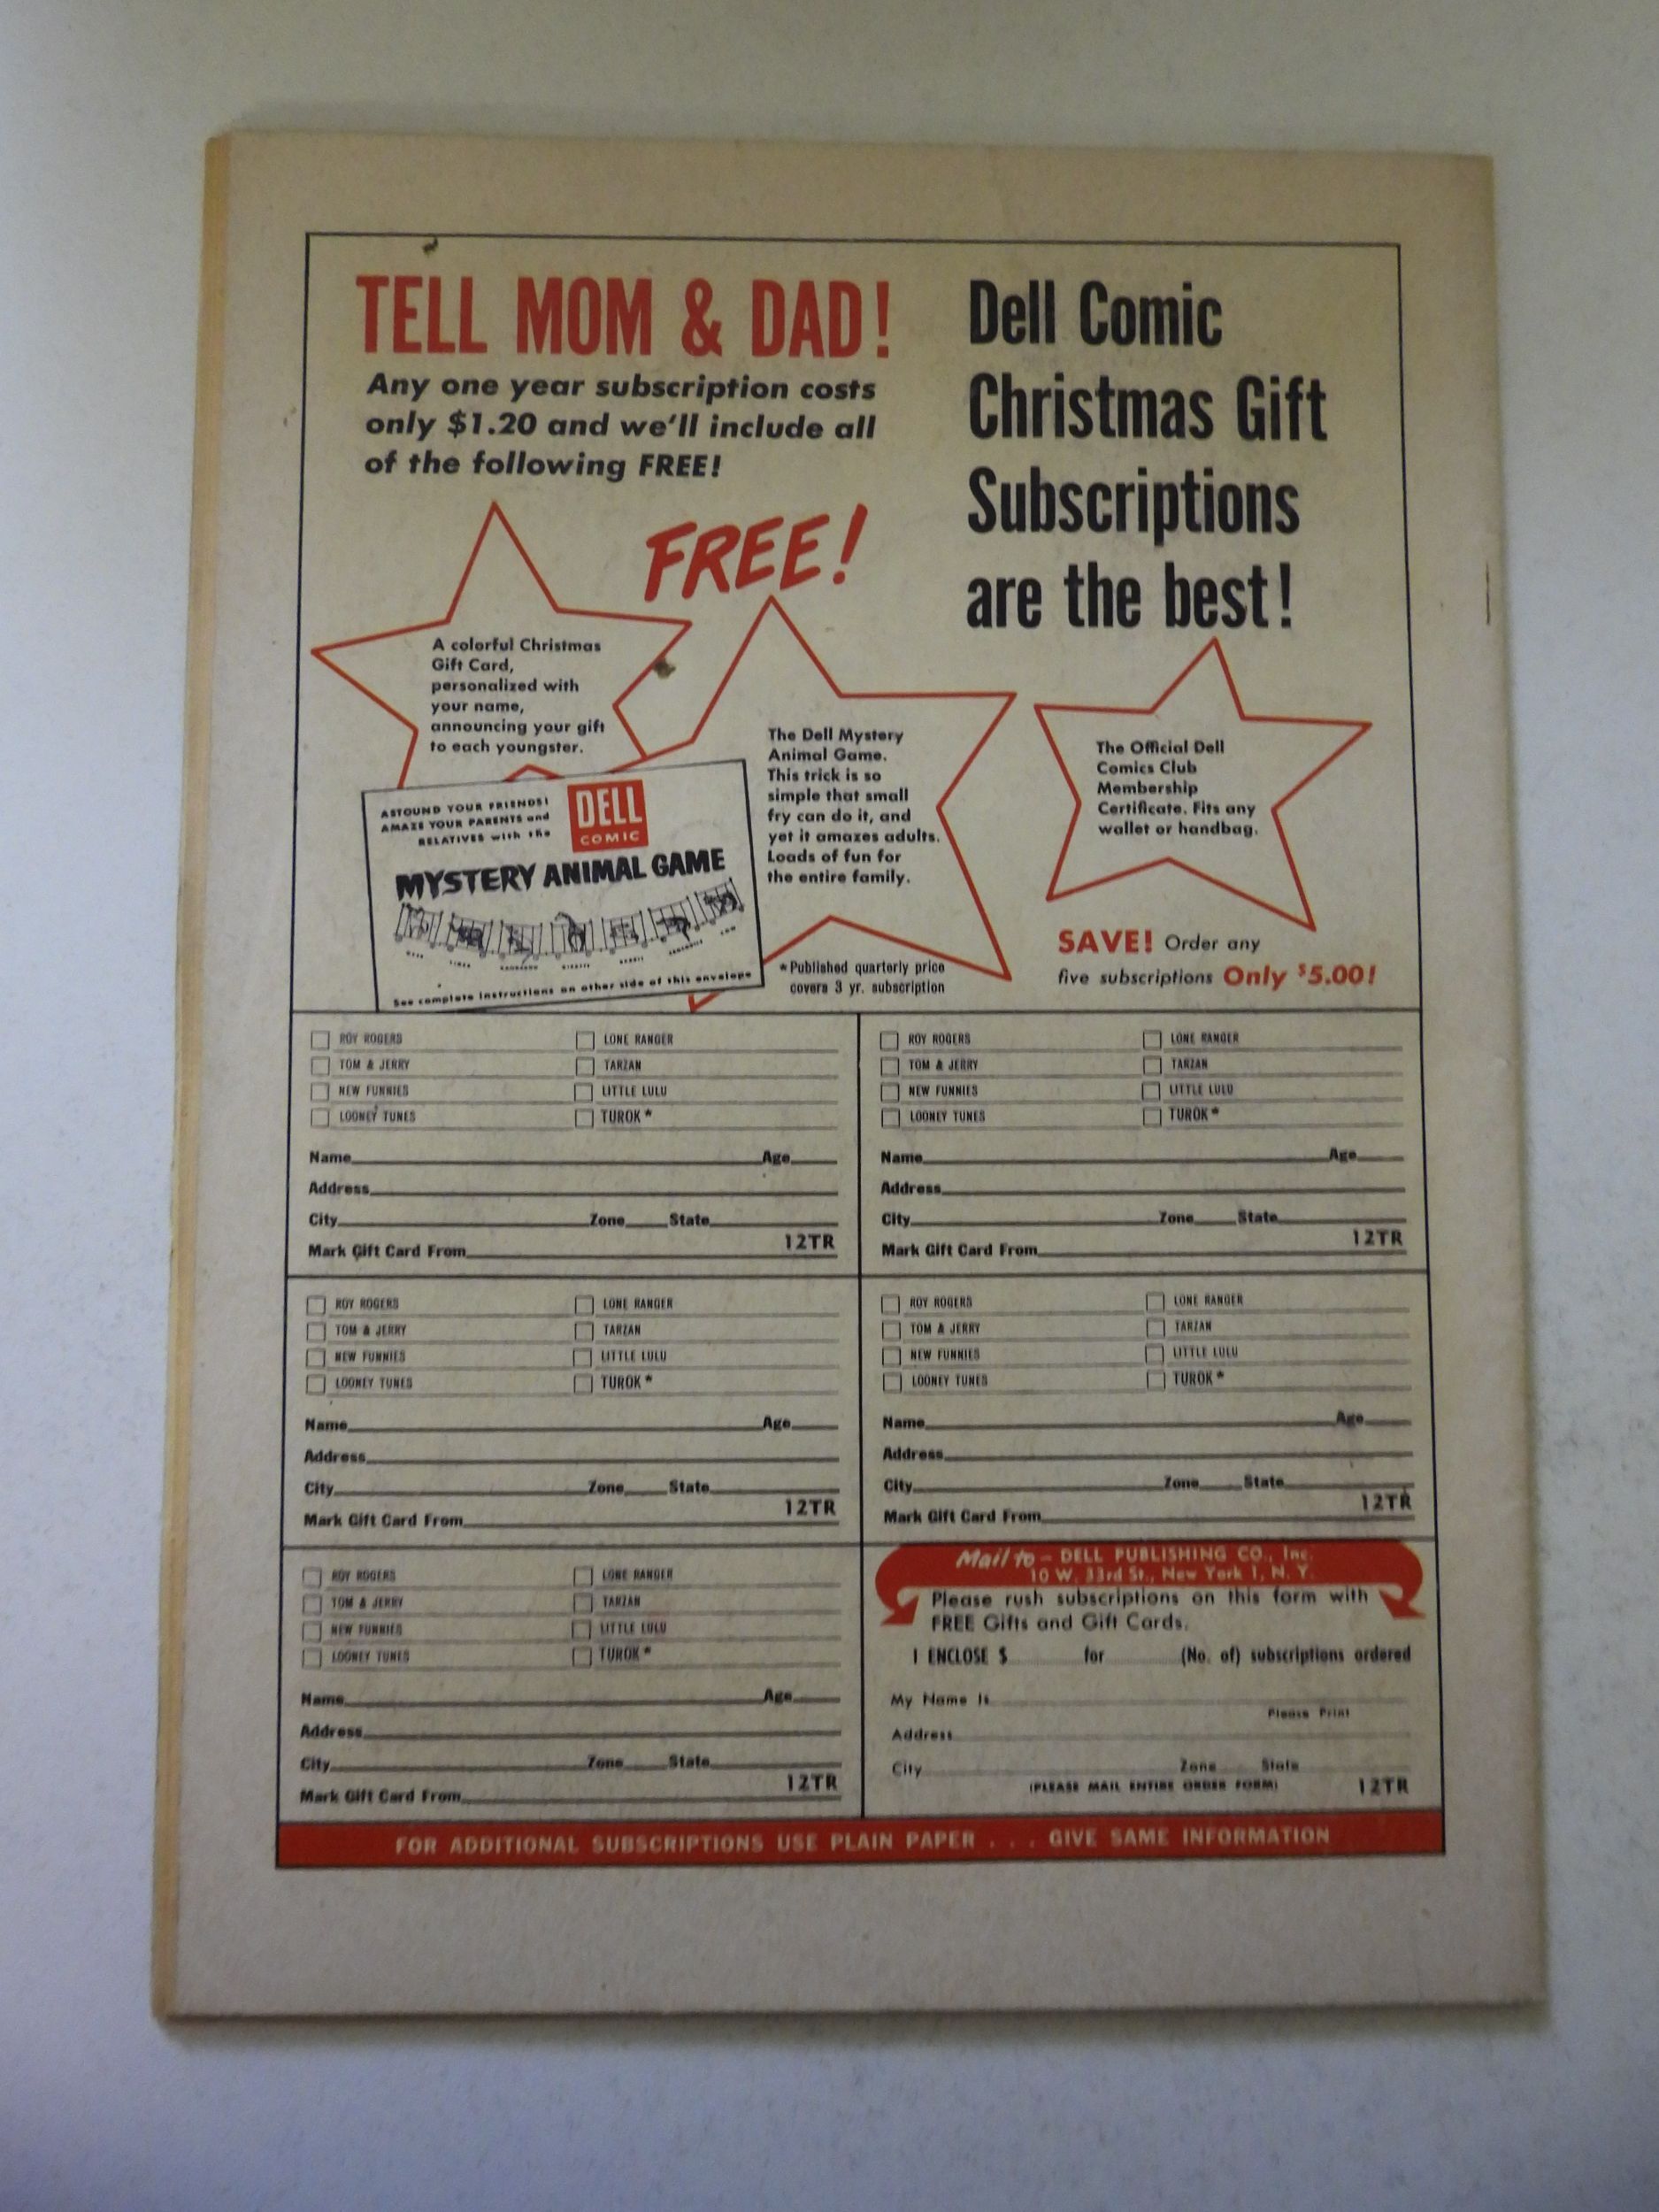 TELL MOM & DAD!
Any one year subscription costs
only $1.20 and we'll include all
of the following FREE!
Dell Comic
Christmas Gift
Subscriptions
are the best!
FREE!
A colorful Christmas
Gift Card,
personalized with
your name,
announcing your gift
to each youngster.
ASTOUND YOUR FRIENDS!
AMAZE YOUR PARENTS and
RELATIVES with the
DELL
COMIC
MYSTERY ANIMAL GAME
See complete instructions on other side of this envelope
The Dell Mystery
Animal Game.
This trick is so
simple that small
fry can do it, and
yet it amazes adults.
Loads of fun for
the entire family.
*Published quarterly price
covers 3 yr. subscription
The Official Dell
Comics Club
Membership
Certificate. Fits any
wallet or handbag.
SAVE! Order any
five subscriptions Only $5.00!
ROY ROGERS LONE RANGER
TOM & JERRY TARZAN
NEW FUNNIES LITTLE LULU
LOONEY TUNES TUROK*
Name Age
Address
City Zone State
Mark Gift Card From 12TR
ROY ROGERS LONE RANGER
TOM & JERRY TARZAN
NEW FUNNIES LITTLE LULU
LOONEY TUNES TUROK*
Name Age
Address
City Zone State
Mark Gift Card From 12TR
ROY ROGERS LONE RANGER
TOM & JERRY TARZAN
NEW FUNNIES LITTLE LULU
LOONEY TUNES TUROK*
Name Age
Address
City Zone State
Mark Gift Card From 12TR
ROY ROGERS LONE RANGER
TOM & JERRY TARZAN
NEW FUNNIES LITTLE LULU
LOONEY TUNES TUROK*
Name Age
Address
City Zone State
Mark Gift Card From 12TR
ROY ROGERS LONE RANGER
TOM & JERRY TARZAN
NEW FUNNIES LITTLE LULU
LOONEY TUNES TUROK*
Name Age
Address
City Zone State
Mark Gift Card From 12TR
Mail to – DELL PUBLISHING CO., Inc.
10 W. 33rd St., New York 1, N. Y.
Please rush subscriptions on this form with
FREE Gifts and Gift Cards.
I ENCLOSE $ for (No. of) subscriptions ordered
My Name Is
Please Print
Address
City Zone State
(PLEASE MAIL ENTIRE ORDER FORM) 12TR
FOR ADDITIONAL SUBSCRIPTIONS USE PLAIN PAPER . . . GIVE SAME INFORMATION